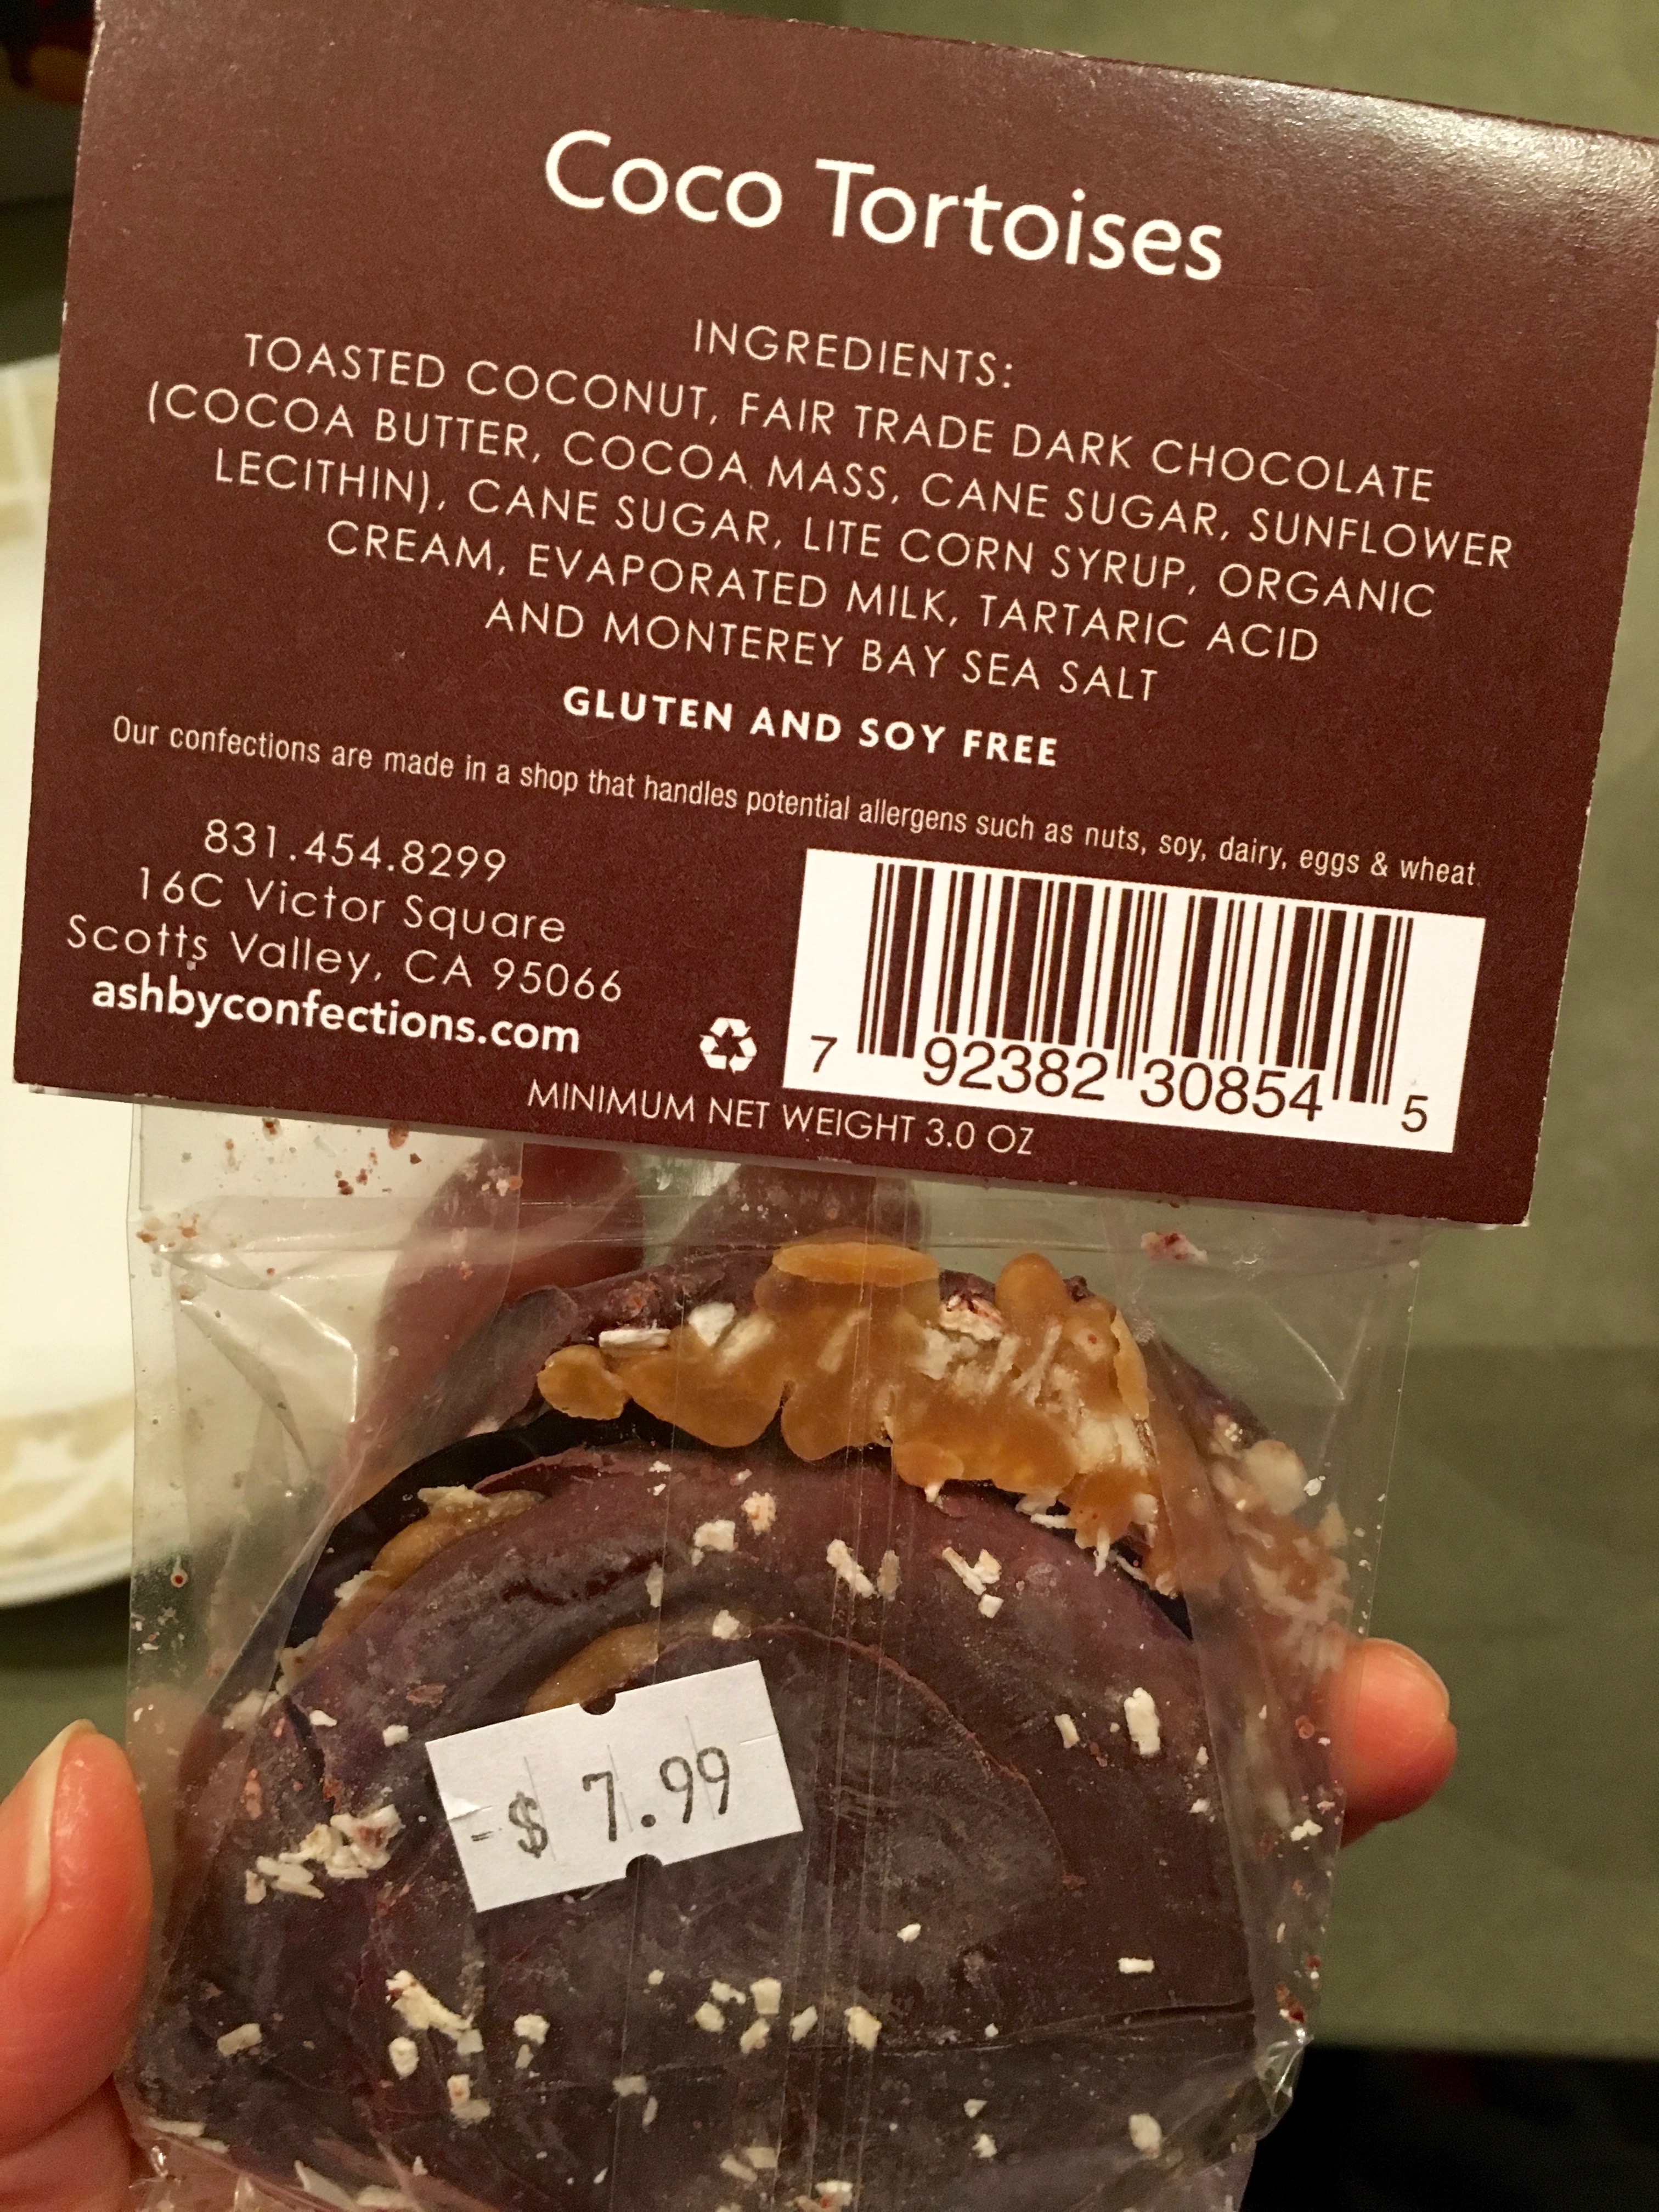 Coco Tortoises
INGREDIENTS:
TOASTED COCONUT, FAIR TRADE DARK CHOCOLATE
(COCOA BUTTER, COCOA MASS, CANE SUGAR, SUNFLOWER
LECITHIN), CANE SUGAR, LITE CORN SYRUP, ORGANIC
CREAM, EVAPORATED MILK, TARTARIC ACID
AND MONTEREY BAY SEA SALT
GLUTEN AND SOY FREE
Our confections are made in a shop that handles potential allergens such as nuts, soy, dairy, eggs & wheat.
831.454.8299
16C Victor Square
Scotts Valley, CA 95066
ashbyconfections.com
7 92382 30854 5
MINIMUM NET WEIGHT 3.0 OZ
-$ 7.99